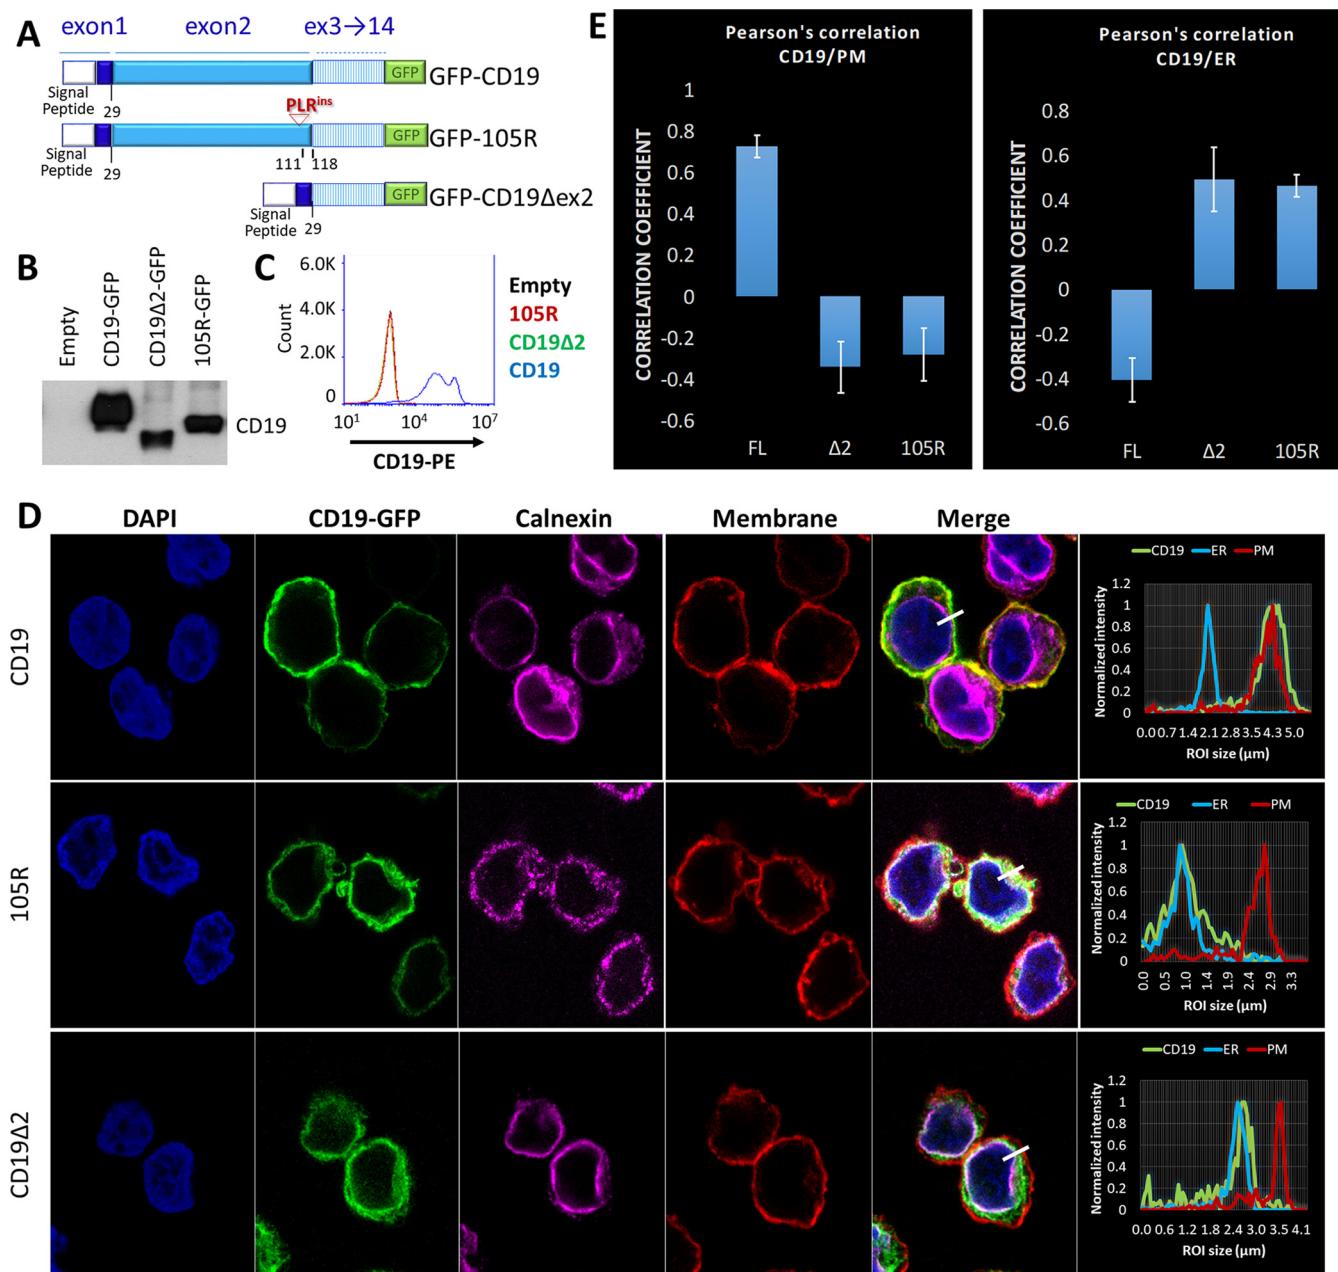 A
exon1 exon2 ex3→14
GFP
GFP-CD19
Signal
Peptide
29
PLRins
GFP
GFP-105R
Signal
Peptide
29
111 118
GFP
GFP-CD19Δex2
Signal
Peptide
29
B
Empty
CD19-GFP
CD19Δ2-GFP
105R-GFP
CD19
C
6.0K
4.0K
2.0K
0
Count
10¹ 10⁴ 10⁷
CD19-PE
Empty
105R
CD19Δ2
CD19
E
Pearson's correlation
CD19/PM
CORRELATION COEFFICIENT
1
0.8
0.6
0.4
0.2
0
-0.2
-0.4
-0.6
FL Δ2 105R
Pearson's correlation
CD19/ER
CORRELATION COEFFICIENT
0.8
0.6
0.4
0.2
0
-0.2
-0.4
-0.6
FL Δ2 105R
D
DAPI CD19-GFP Calnexin Membrane Merge
CD19
CD19 ER PM
Normalized intensity
1.2
1
0.8
0.6
0.4
0.2
0
0.0 0.7 1.4 2.1 2.8 3.5 4.3 5.0
ROI size (µm)
105R
CD19 ER PM
Normalized intensity
1.2
1
0.8
0.6
0.4
0.2
0
0.0 0.5 1.0 1.4 1.9 2.4 2.9 3.3
ROI size (µm)
CD19Δ2
CD19 ER PM
Normalized intensity
1.2
1
0.8
0.6
0.4
0.2
0
0.0 0.6 1.2 1.8 2.4 3.0 3.5 4.1
ROI size (µm)